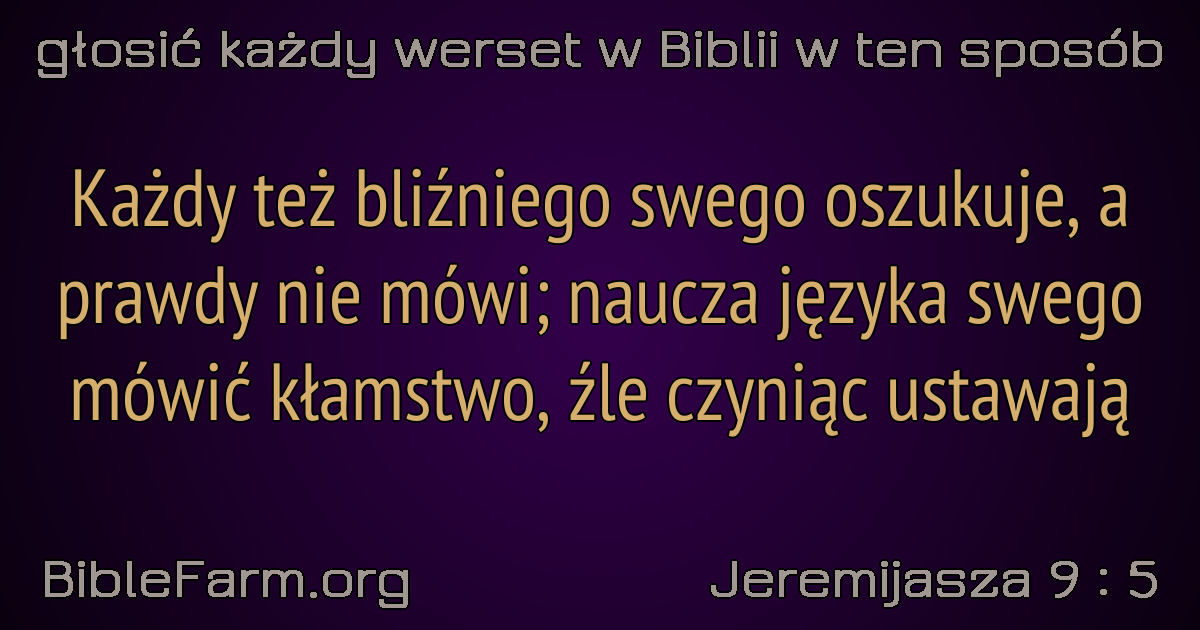 głosić każdy werset w Biblii w ten sposób
Każdy też bliźniego swego oszukuje, a
prawdy nie mówi; naucza języka swego
mówić kłamstwo, źle czyniąc ustawają
BibleFarm.org
Jeremijasza 9 : 5